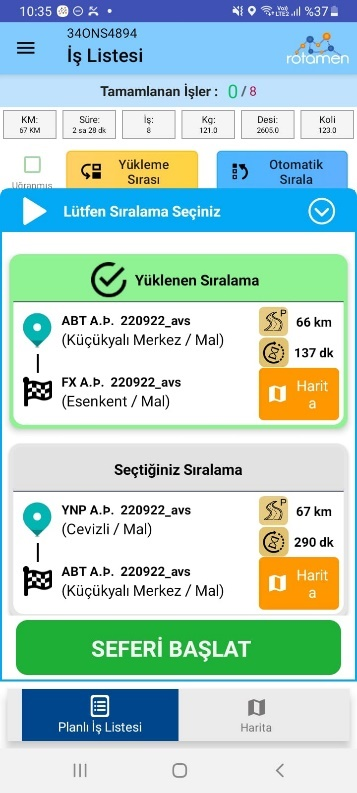 10:35
%37
34ONS4894
İş Listesi
rotamen
Tamamlanan İşler : 0 / 8
KM:
67 KM
Süre:
2 sa 28 dk
İş:
8
Kg:
121.0
Desi:
2605.0
Koli
123.0
Uğranmış
Yükleme
Sırası
Otomatik
Sırala
Lütfen Sıralama Seçiniz
Yüklenen Sıralama
ABT A.Þ. 220922_avs
(Küçükyalı Merkez / Mal)
66 km
137 dk
FX A.Þ. 220922_avs
(Esenkent / Mal)
Harit
a
Seçtiğiniz Sıralama
YNP A.Þ. 220922_avs
(Cevizli / Mal)
67 km
290 dk
ABT A.Þ. 220922_avs
(Küçükyalı Merkez / Mal)
Harit
a
SEFERİ BAŞLAT
Planlı İş Listesi
Harita